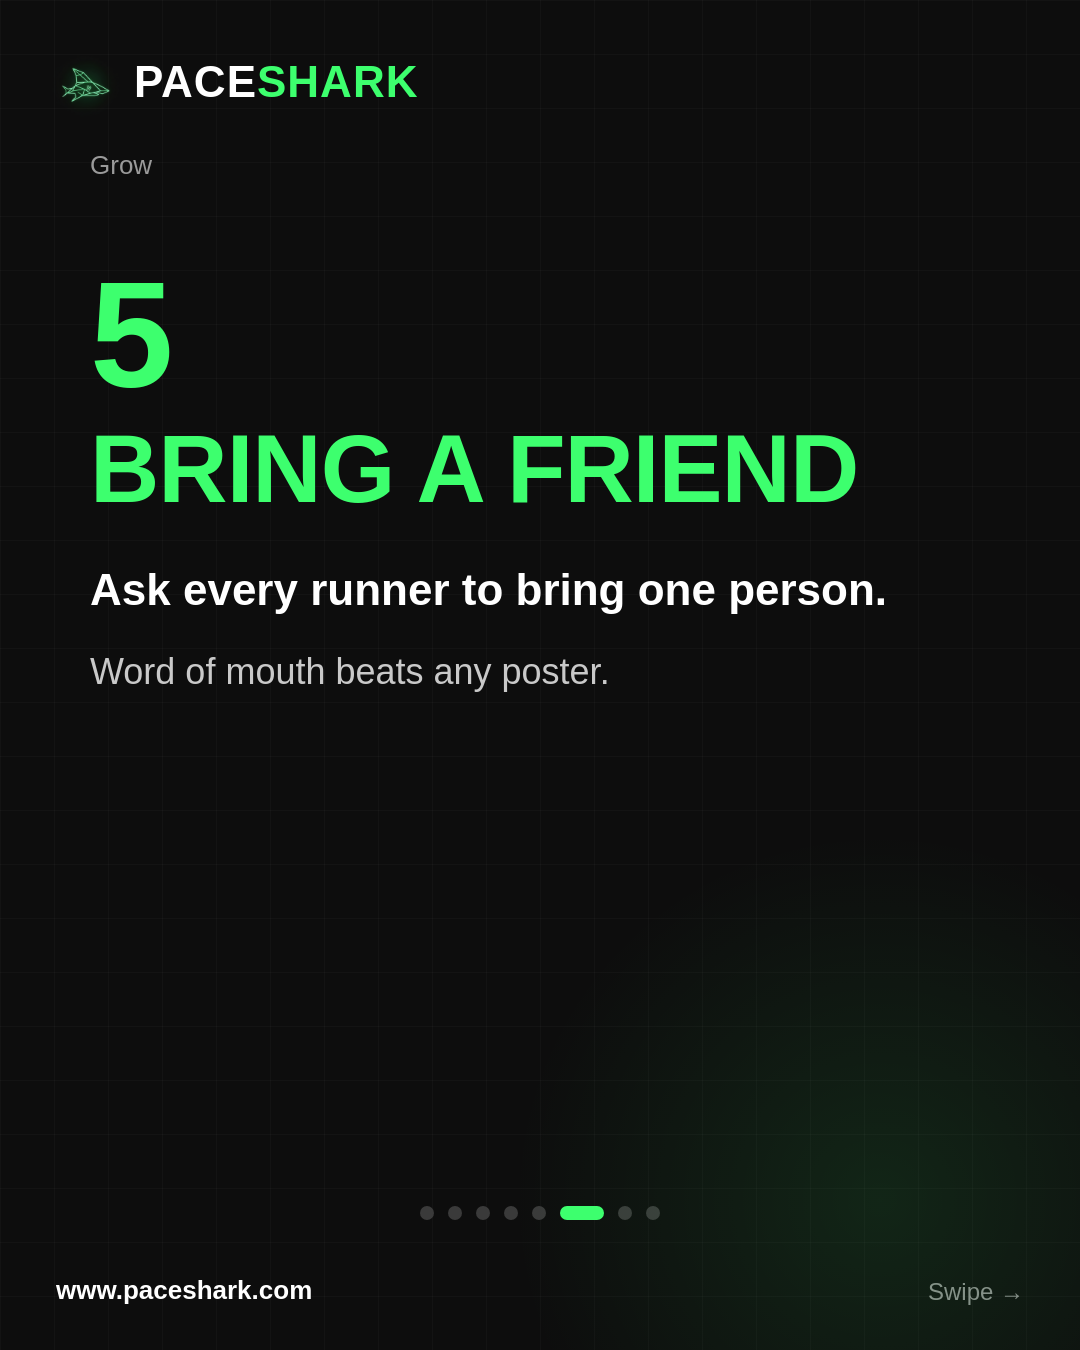 PACESHARK
Grow
5
BRING A FRIEND
Ask every runner to bring one person.
Word of mouth beats any poster.
www.paceshark.com
Swipe →